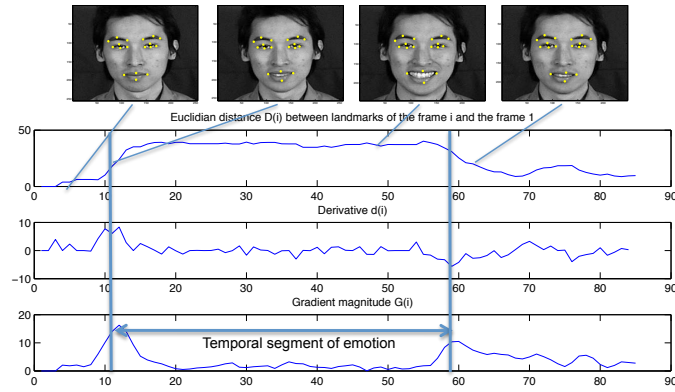 Euclidian distance D(i) between landmarks of the frame i and the frame 1
50
0
0 10 20 30 40 50 60 70 80 90
Derivative d(i)
10
0
−10
0 10 20 30 40 50 60 70 80 90
Gradient magnitude G(i)
20
10
0
0 10 20 30 40 50 60 70 80 90
Temporal segment of emotion